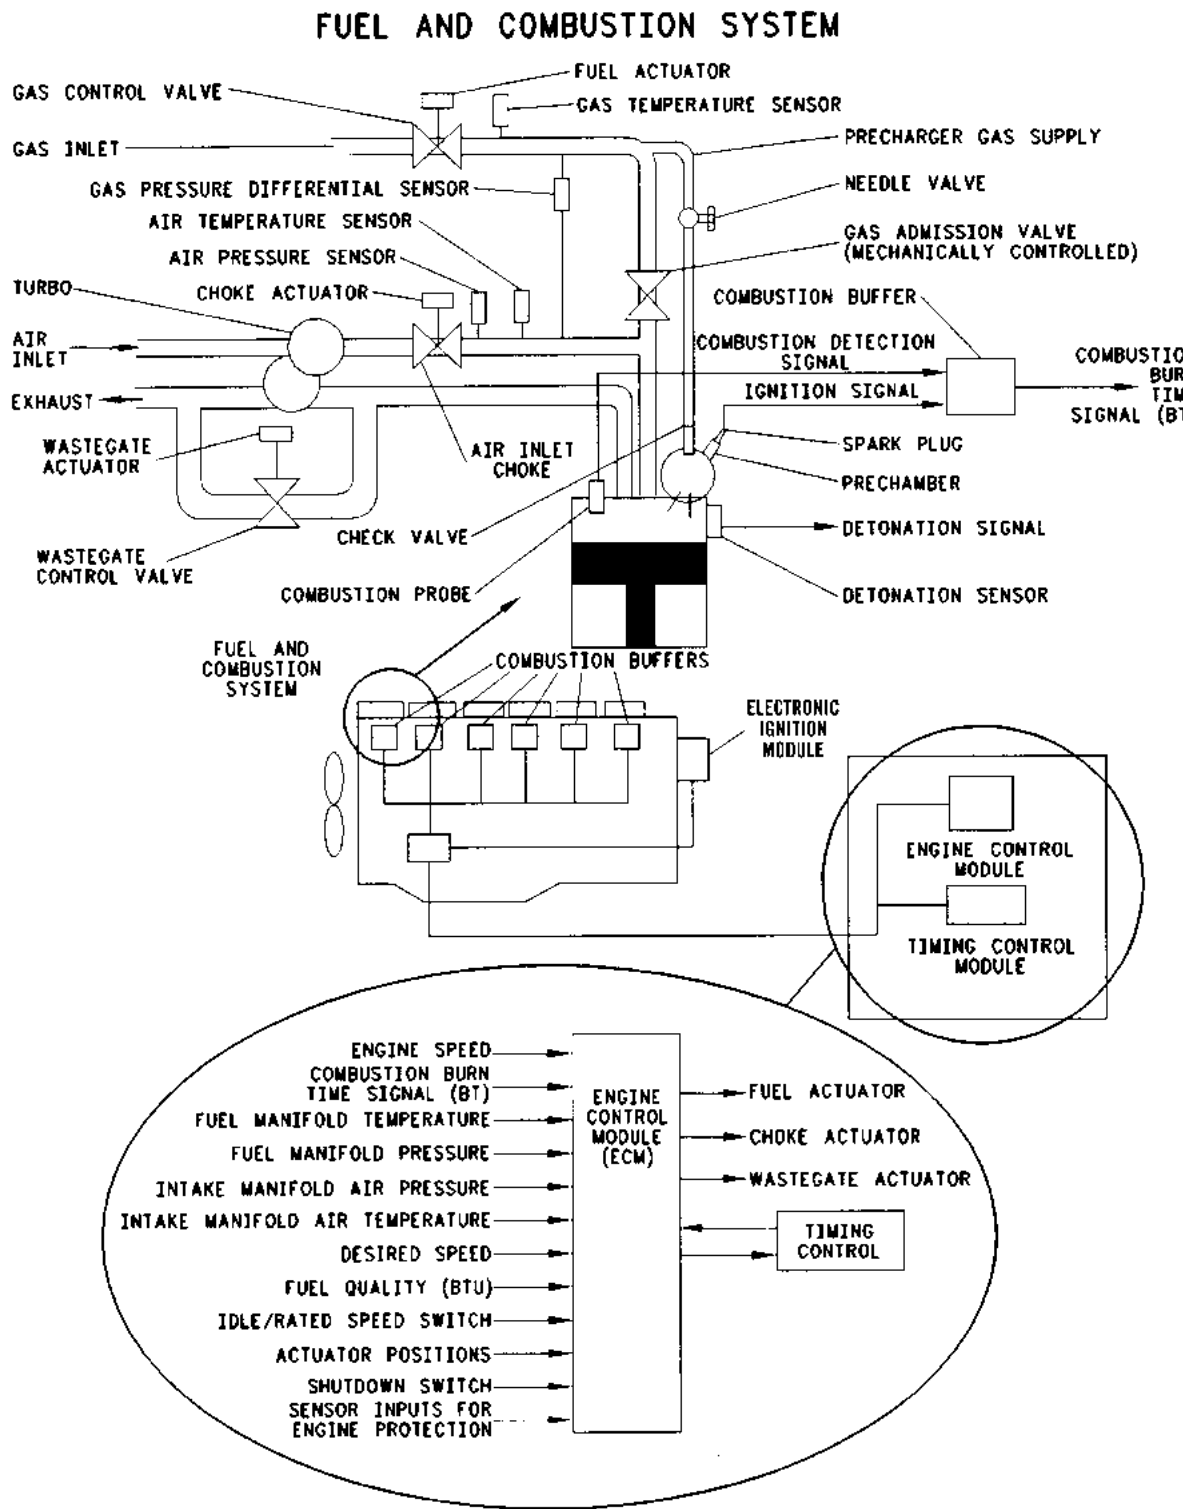 FUEL AND COMBUSTION SYSTEM
FUEL ACTUATOR
GAS CONTROL VALVE
GAS TEMPERATURE SENSOR
GAS INLET
PRECHARGER GAS SUPPLY
GAS PRESSURE DIFFERENTIAL SENSOR
NEEDLE VALVE
AIR TEMPERATURE SENSOR
GAS ADMISSION VALVE
(MECHANICALLY CONTROLLED)
AIR PRESSURE SENSOR
TURBO
CHOKE ACTUATOR
COMBUSTION BUFFER
AIR
INLET
COMBUSTION DETECTION
SIGNAL
COMBUSTIO
BUR
TIM
SIGNAL (BT
EXHAUST
IGNITION SIGNAL
WASTEGATE
ACTUATOR
AIR INLET
CHOKE
SPARK PLUG
PRECHAMBER
CHECK VALVE
DETONATION SIGNAL
WASTEGATE
CONTROL VALVE
COMBUSTION PROBE
DETONATION SENSOR
FUEL AND
COMBUSTION
SYSTEM
COMBUSTION BUFFERS
ELECTRONIC
IGNITION
MODULE
ENGINE CONTROL
MODULE
TIMING CONTROL
MODULE
ENGINE SPEED
COMBUSTION BURN
TIME SIGNAL (BT)
FUEL MANIFOLD TEMPERATURE
FUEL MANIFOLD PRESSURE
INTAKE MANIFOLD AIR PRESSURE
INTAKE MANIFOLD AIR TEMPERATURE
DESIRED SPEED
FUEL QUALITY (BTU)
IDLE/RATED SPEED SWITCH
ACTUATOR POSITIONS
SHUTDOWN SWITCH
SENSOR INPUTS FOR
ENGINE PROTECTION
ENGINE
CONTROL
MODULE
(ECM)
FUEL ACTUATOR
CHOKE ACTUATOR
WASTEGATE ACTUATOR
TIMING
CONTROL